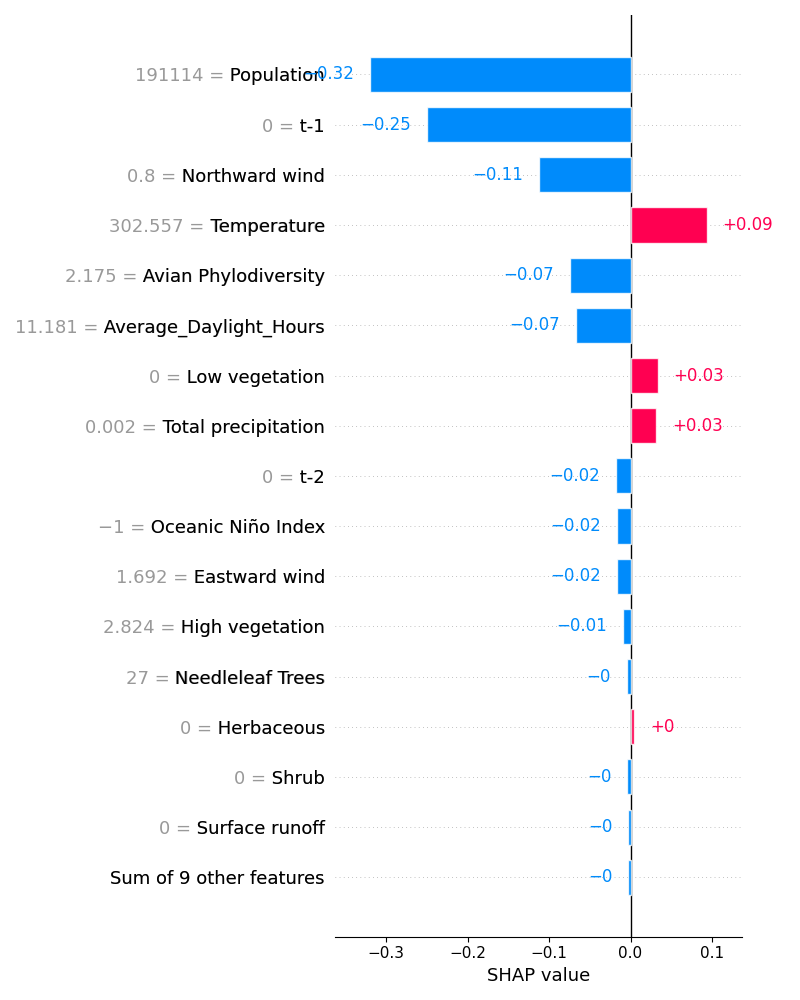 191114 = Population −0.32
0 = t-1 −0.25
0.8 = Northward wind −0.11
302.557 = Temperature +0.09
2.175 = Avian Phylodiversity −0.07
11.181 = Average_Daylight_Hours −0.07
0 = Low vegetation +0.03
0.002 = Total precipitation +0.03
0 = t-2 −0.02
−1 = Oceanic Niño Index −0.02
1.692 = Eastward wind −0.02
2.824 = High vegetation −0.01
27 = Needleleaf Trees −0
0 = Herbaceous +0
0 = Shrub −0
0 = Surface runoff −0
Sum of 9 other features −0
−0.3 −0.2 −0.1 0.0 0.1
SHAP value